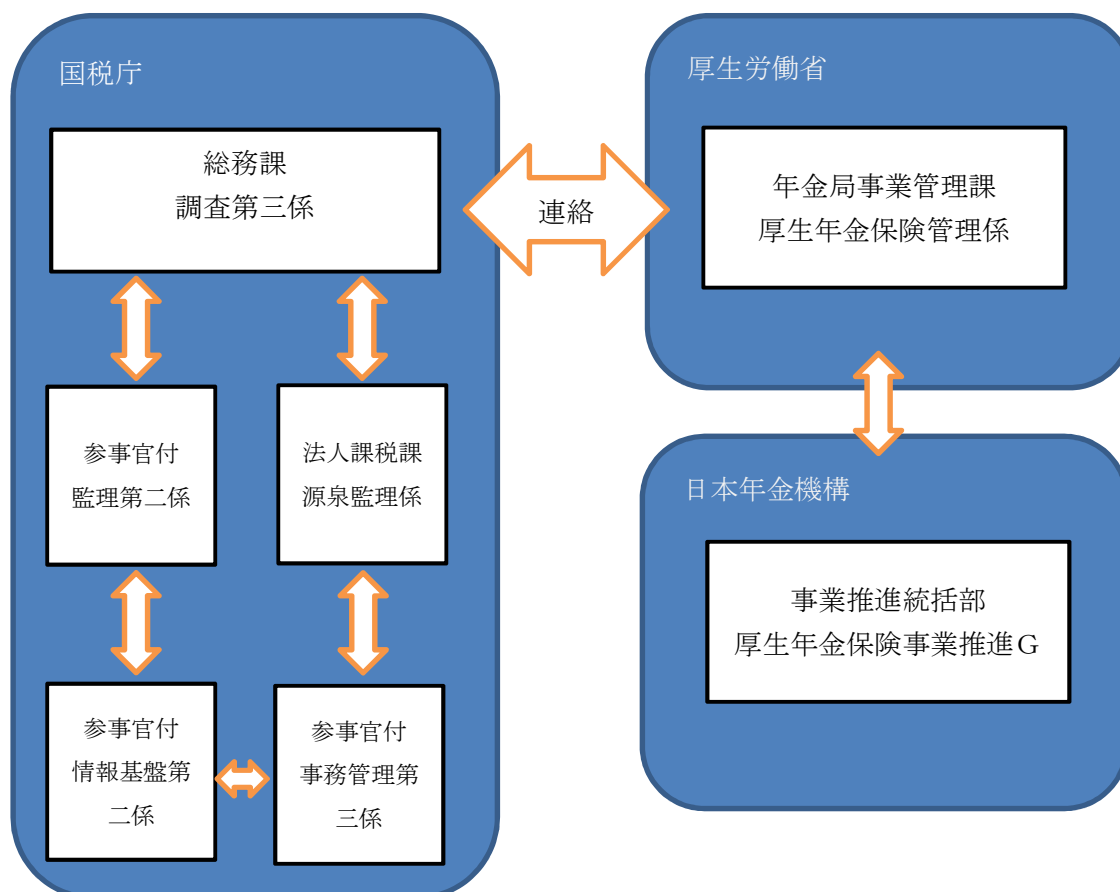 国税庁
総務課
調査第三係
参事官付
監理第二係
法人課税課
源泉監理係
参事官付
情報基盤第
二係
参事官付
事務管理第
三係
連絡
厚生労働省
年金局事業管理課
厚生年金保険管理係
日本年金機構
事業推進統括部
厚生年金保険事業推進G